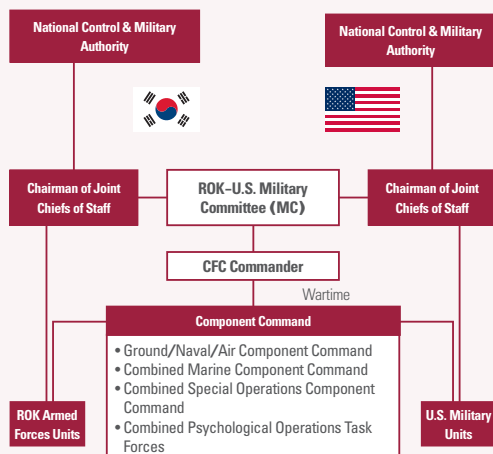 National Control & Military
Authority
National Control & Military
Authority
Chairman of Joint
Chiefs of Staff
ROK–U.S. Military
Committee (MC)
Chairman of Joint
Chiefs of Staff
CFC Commander
Wartime
Component Command
• Ground/Naval/Air Component Command
• Combined Marine Component Command
• Combined Special Operations Component
Command
• Combined Psychological Operations Task
Forces
ROK Armed
Forces Units
U.S. Military
Units